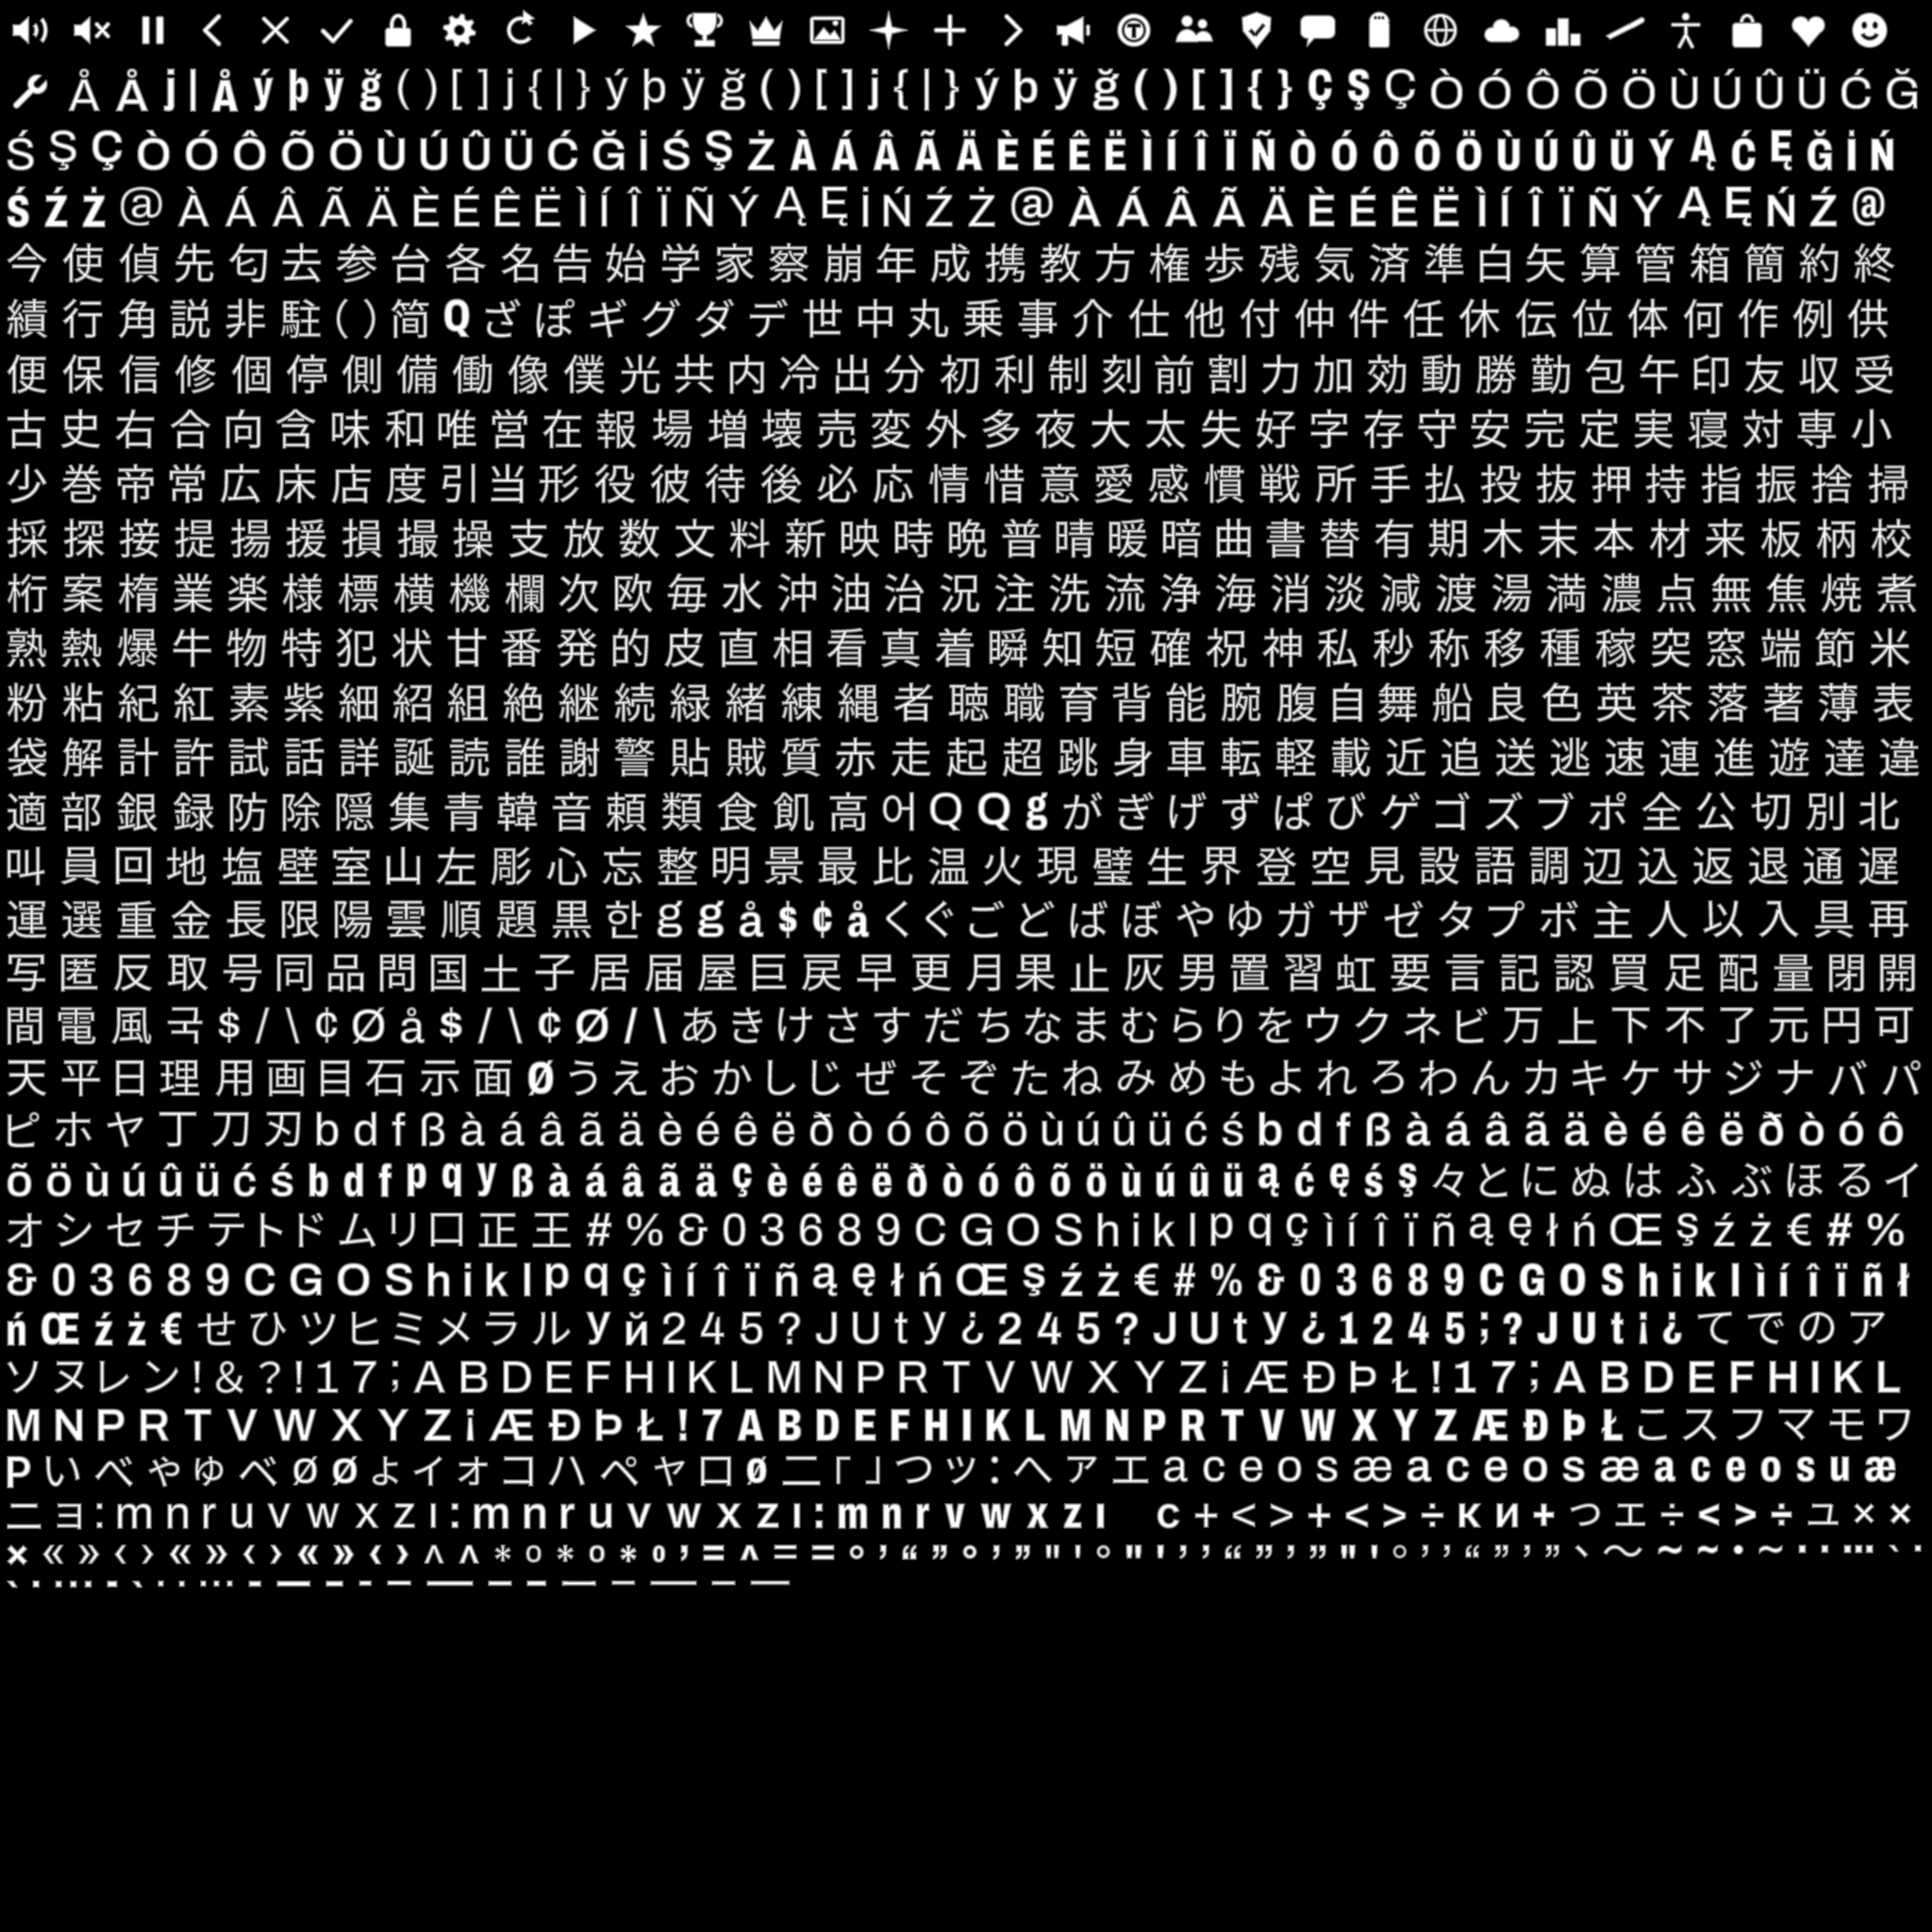 Å Å j | Å ý þ ÿ ğ ( ) [ ] j { | } ý þ ÿ ğ ( ) [ ] j { | } ý þ ÿ ğ ( ) [ ] { } Ç Ş Ç Ò Ó Ô Õ Ö Ù Ú Û Ü Ć Ğ
Ś Ş Ç Ò Ó Ô Õ Ö Ù Ú Û Ü Ć Ğ İ Ś Ş Ż À Á Â Ã Ä È É Ê Ë Ì Í Î Ï Ñ Ò Ó Ô Õ Ö Ù Ú Û Ü Ý Ą Ć Ę Ğ İ Ń
Ś Ź Ż @ À Á Â Ã Ä È É Ê Ë Ì Í Î Ï Ñ Ý Ą Ę İ Ń Ź Ż @ À Á Â Ã Ä È É Ê Ë Ì Í Î Ï Ñ Ý Ą Ę Ń Ź @
今 使 偵 先 匂 去 参 台 各 名 告 始 学 家 察 崩 年 成 携 教 方 権 歩 残 気 済 準 白 矢 算 管 箱 簡 約 終
績 行 角 説 非 駐 ( ) 简 Q ざ ぽ ギ グ ダ デ 世 中 丸 乗 事 介 仕 他 付 仲 件 任 休 伝 位 体 何 作 例 供
便 保 信 修 個 停 側 備 働 像 僕 光 共 内 冷 出 分 初 利 制 刻 前 割 力 加 効 動 勝 勤 包 午 印 友 収 受
古 史 右 合 向 含 味 和 唯 営 在 報 場 増 壊 売 変 外 多 夜 大 太 失 好 字 存 守 安 完 定 実 寝 対 専 小
少 巻 帝 常 広 床 店 度 引 当 形 役 彼 待 後 必 応 情 惜 意 愛 感 慣 戦 所 手 払 投 抜 押 持 指 振 捨 掃
採 探 接 提 揚 援 損 撮 操 支 放 数 文 料 新 映 時 晩 普 晴 暖 暗 曲 書 替 有 期 木 末 本 材 来 板 柄 校
桁 案 楕 業 楽 様 標 横 機 欄 次 欧 毎 水 沖 油 治 況 注 洗 流 浄 海 消 淡 減 渡 湯 満 濃 点 無 焦 焼 煮
熟 熱 爆 牛 物 特 犯 状 甘 番 発 的 皮 直 相 看 真 着 瞬 知 短 確 祝 神 私 秒 称 移 種 稼 突 窓 端 節 米
粉 粘 紀 紅 素 紫 細 紹 組 絶 継 続 緑 緒 練 縄 者 聴 職 育 背 能 腕 腹 自 舞 船 良 色 英 茶 落 著 薄 表
袋 解 計 許 試 話 詳 誕 読 誰 謝 警 貼 賊 質 赤 走 起 超 跳 身 車 転 軽 載 近 追 送 逃 速 連 進 遊 達 違
適 部 銀 録 防 除 隠 集 青 韓 音 頼 類 食 飢 高 어 Q Q g が ぎ げ ず ぱ び ゲ ゴ ズ ブ ポ 全 公 切 別 北
叫 員 回 地 塩 壁 室 山 左 彫 心 忘 整 明 景 最 比 温 火 現 璧 生 界 登 空 見 設 語 調 辺 込 返 退 通 遅
運 選 重 金 長 限 陽 雲 順 題 黒 한 g g å $ ¢ å く ぐ ご ど ば ぼ や ゆ ガ ザ ゼ タ プ ボ 主 人 以 入 具 再
写 匿 反 取 号 同 品 問 国 土 子 居 届 屋 巨 戻 早 更 月 果 止 灰 男 置 習 虹 要 言 記 認 買 足 配 量 閉 開
間 電 風 국 $ / \ ¢ Ø å $ / \ ¢ Ø / \ あ き け さ す だ ち な ま む ら り を ウ ク ネ ビ 万 上 下 不 了 元 円 可
天 平 日 理 用 画 目 石 示 面 Ø う え お か し じ ぜ そ ぞ た ね み め も よ れ ろ わ ん カ キ ケ サ ジ ナ バ パ
ピ ホ ヤ 丁 刀 刃 b d f ß à á â ã ä è é ê ë ð ò ó ô õ ö ù ú û ü ć ś b d f ß à á â ã ä è é ê ë ð ò ó ô
õ ö ù ú û ü ć ś b d f p q y ß à á â ã ä ç è é ê ë ð ò ó ô õ ö ù ú û ü ą ć ę ś ş 々 と に ぬ は ふ ぶ ほ る イ
オ シ セ チ テ ト ド ム リ 口 正 王 # % & 0 3 6 8 9 C G O S h i k l p q ç ì í î ï ñ ą ę ł ń Œ ş ź ż € # %
& 0 3 6 8 9 C G O S h i k l p q ç ì í î ï ñ ą ę ł ń Œ ş ź ż € # % & 0 3 6 8 9 C G O S h i k l ì í î ï ñ ł
ń Œ ź ż € せ ひ ツ ヒ ミ メ ラ ル У й 2 4 5 ? J U t y ¿ 2 4 5 ? J U t y ¿ 1 2 4 5 ; ? J U t ¡ ¿ て で の ア
ソ ヌ レ ン ! & ? ! 1 7 ; A B D E F H I K L M N P R T V W X Y Z ¡ Æ Ð Þ Ł ! 1 7 ; A B D E F H I K L
M N P R T V W X Y Z ¡ Æ Ð Þ Ł ! 7 A B D E F H I K L M N P R T V W X Y Z Æ Ð Þ Ł こ ス フ マ モ ワ
Р い べ ゃ ゅ ベ ø ø ょ ィ ォ コ ハ ペ ャ ロ ø 二 「 」 つ ッ : ヘ ァ エ a c e o s æ a c e o s æ a c e o s u æ
ニ ョ : m n r u v w x z ı : m n r u v w x z ı : m n r v w x z ı с + < > + < > ÷ к и + っ ェ ÷ < > ÷ ュ × ×
× « » ‹ › « » ‹ › « » ‹ › ^ ^ * º * º * º ’ = ^ = = ° ’ “ ” ° ’ ” " ' ° " ' ’ ’ “ ” ’ ” " ' ° ’ ’ “ ” ’ ”